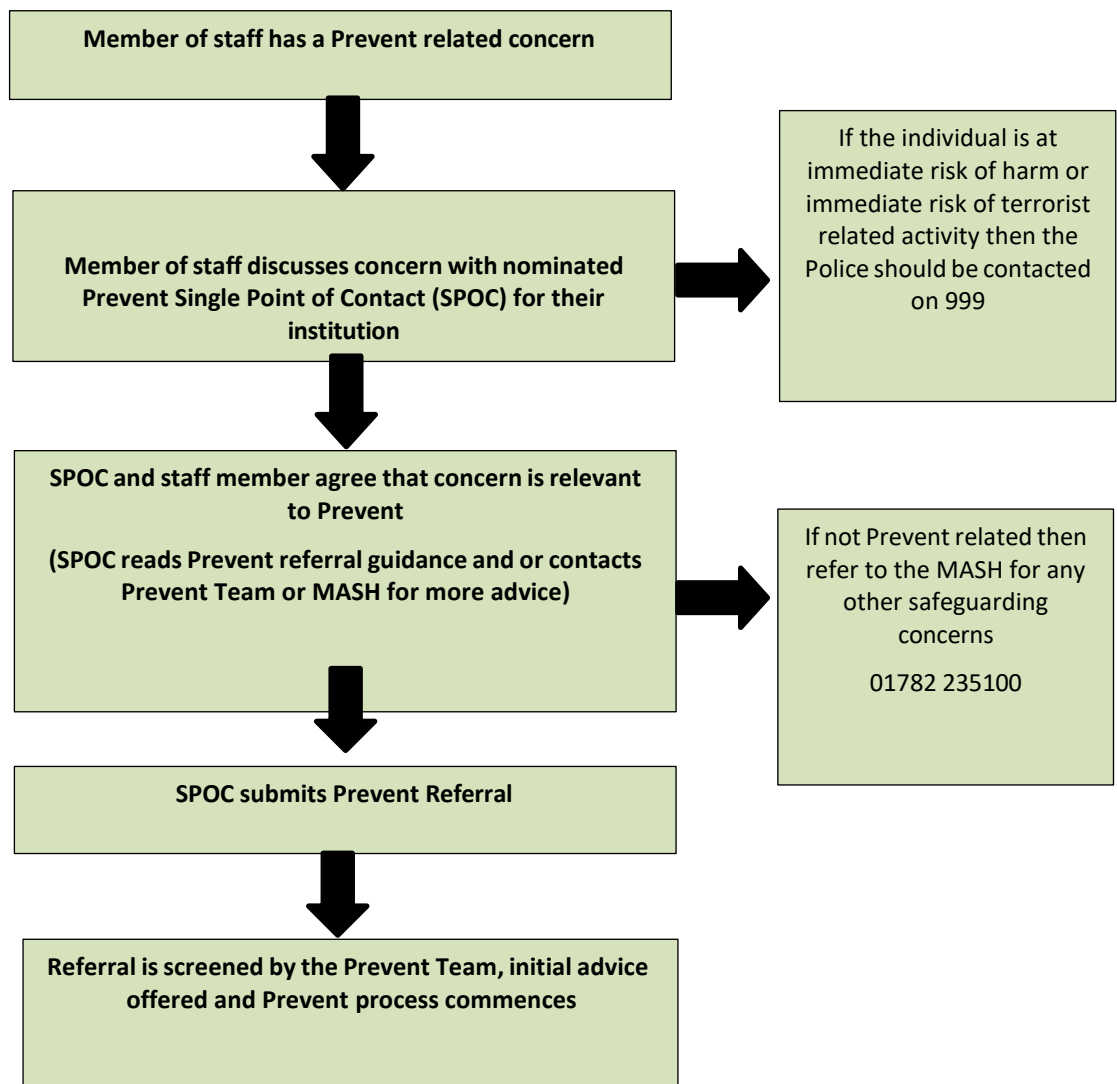 Member of staff has a Prevent related concern
If the individual is at
immediate risk of harm or
immediate risk of terrorist
related activity then the
Police should be contacted
on 999
Member of staff discusses concern with nominated
Prevent Single Point of Contact (SPOC) for their
institution
SPOC and staff member agree that concern is relevant
to Prevent
(SPOC reads Prevent referral guidance and or contacts
Prevent Team or MASH for more advice)
If not Prevent related then
refer to the MASH for any
other safeguarding
concerns
01782 235100
SPOC submits Prevent Referral
Referral is screened by the Prevent Team, initial advice
offered and Prevent process commences